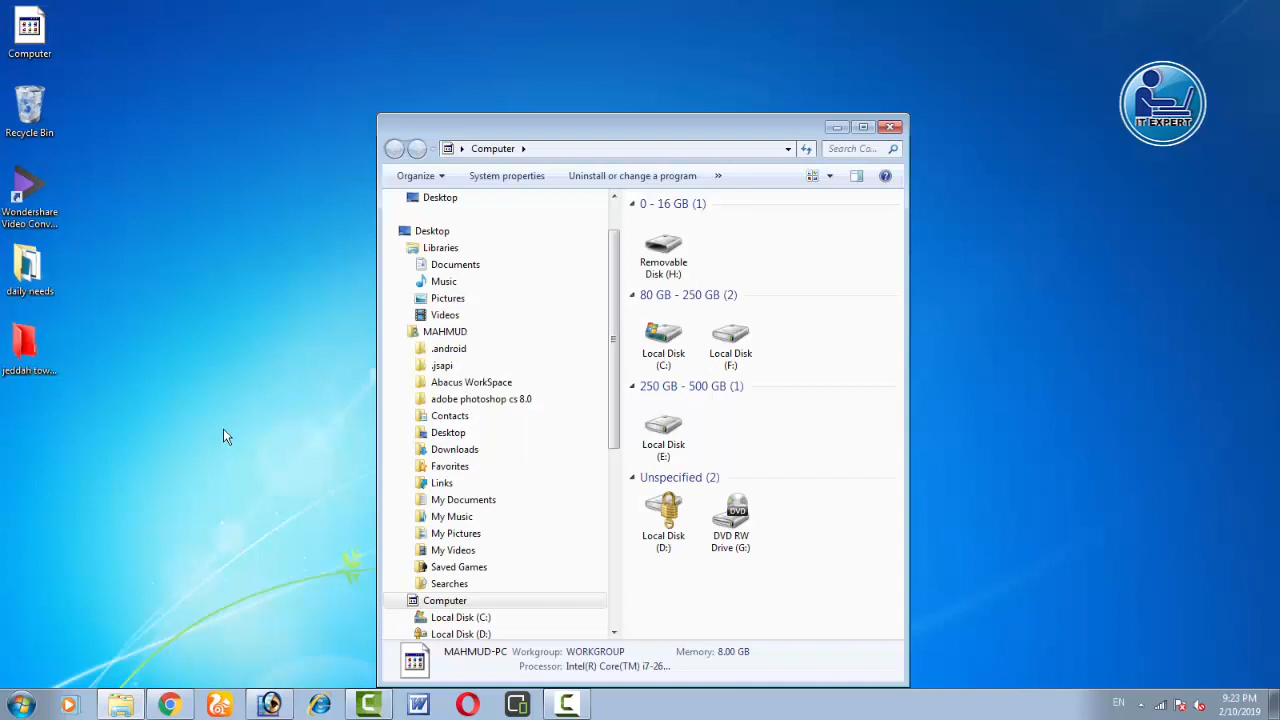 Computer
Recycle Bin
Wondershare
Video Conv...
daily needs
jeddah tow...
IT EXPERT
Computer
Search Co...
Organize
System properties
Uninstall or change a program
»
Desktop
Desktop
Libraries
Documents
Music
Pictures
Videos
MAHMUD
.android
.jsapi
Abacus WorkSpace
adobe photoshop cs 8.0
Contacts
Desktop
Downloads
Favorites
Links
My Documents
My Music
My Pictures
My Videos
Saved Games
Searches
Computer
Local Disk (C:)
Local Disk (D:)
0 - 16 GB (1)
Removable
Disk (H:)
80 GB - 250 GB (2)
Local Disk
(C:)
Local Disk
(F:)
250 GB - 500 GB (1)
Local Disk
(E:)
Unspecified (2)
Local Disk
(D:)
DVD
DVD RW
Drive (G:)
MAHMUD-PC Workgroup: WORKGROUP Memory: 8.00 GB
Processor: Intel(R) Core(TM) i7-26...
EN
9:23 PM
2/10/2019